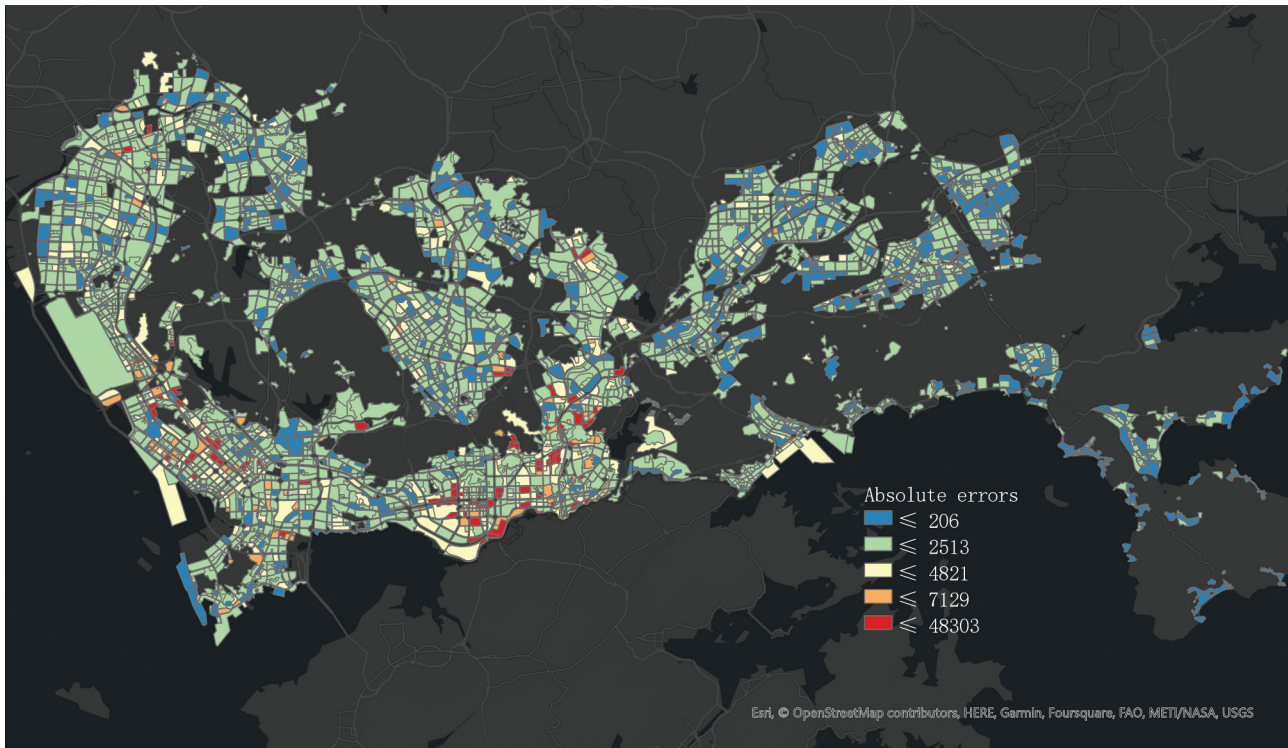 Absolute errors
≤ 206
≤ 2513
≤ 4821
≤ 7129
≤ 48303
Esri, © OpenStreetMap contributors, HERE, Garmin, Foursquare, FAO, METI/NASA, USGS